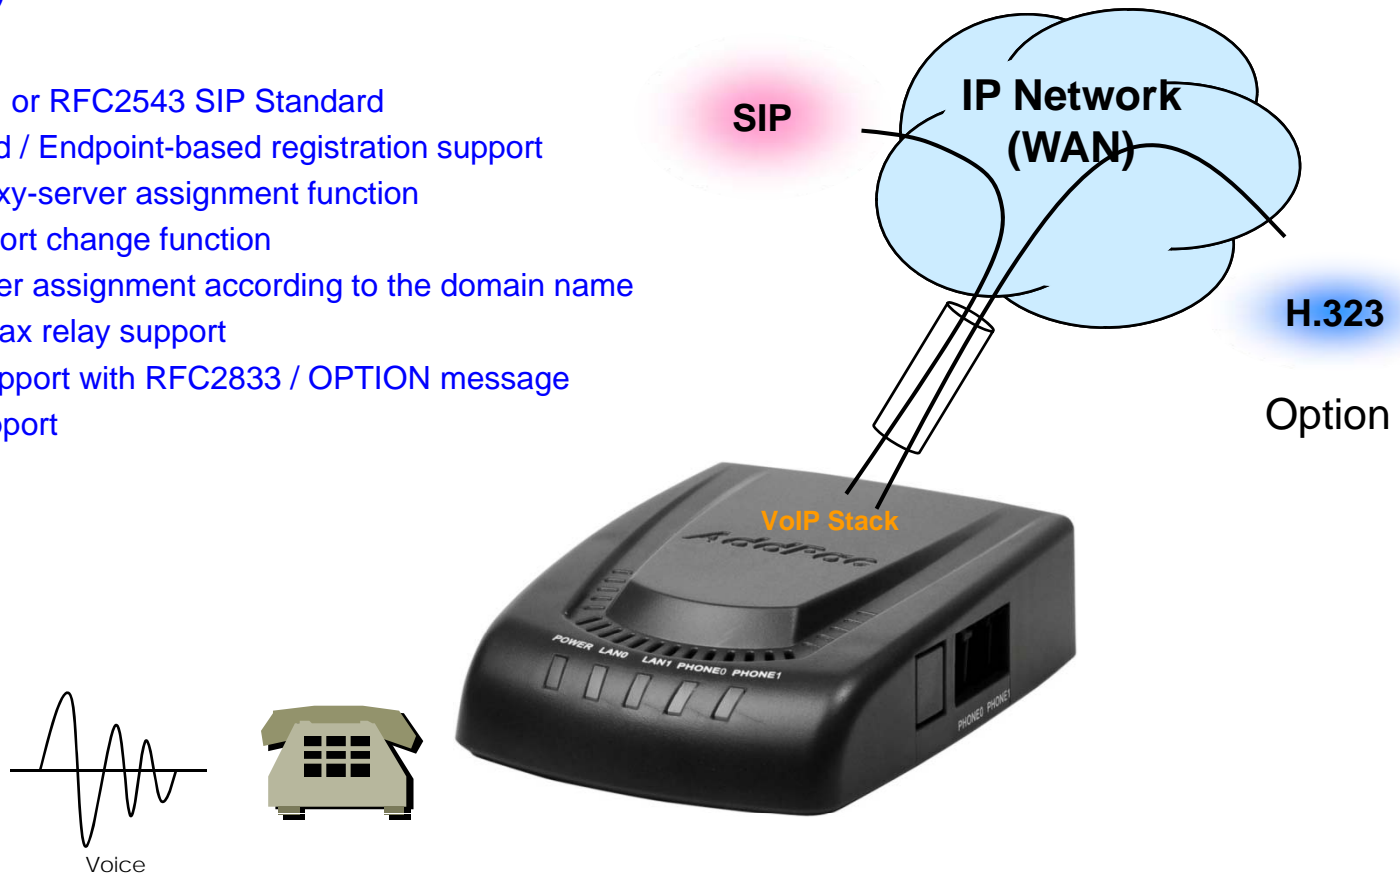 or RFC2543 SIP Standard
d / Endpoint-based registration support
xy-server assignment function
ort change function
er assignment according to the domain name
ax relay support
pport with RFC2833 / OPTION message
port
SIP
IP Network
(WAN)
H.323
Option
VoIP Stack
AddPac
POWER LAN0 LAN1 PHONE0 PHONE1
PHONE0 PHONE1
Voice